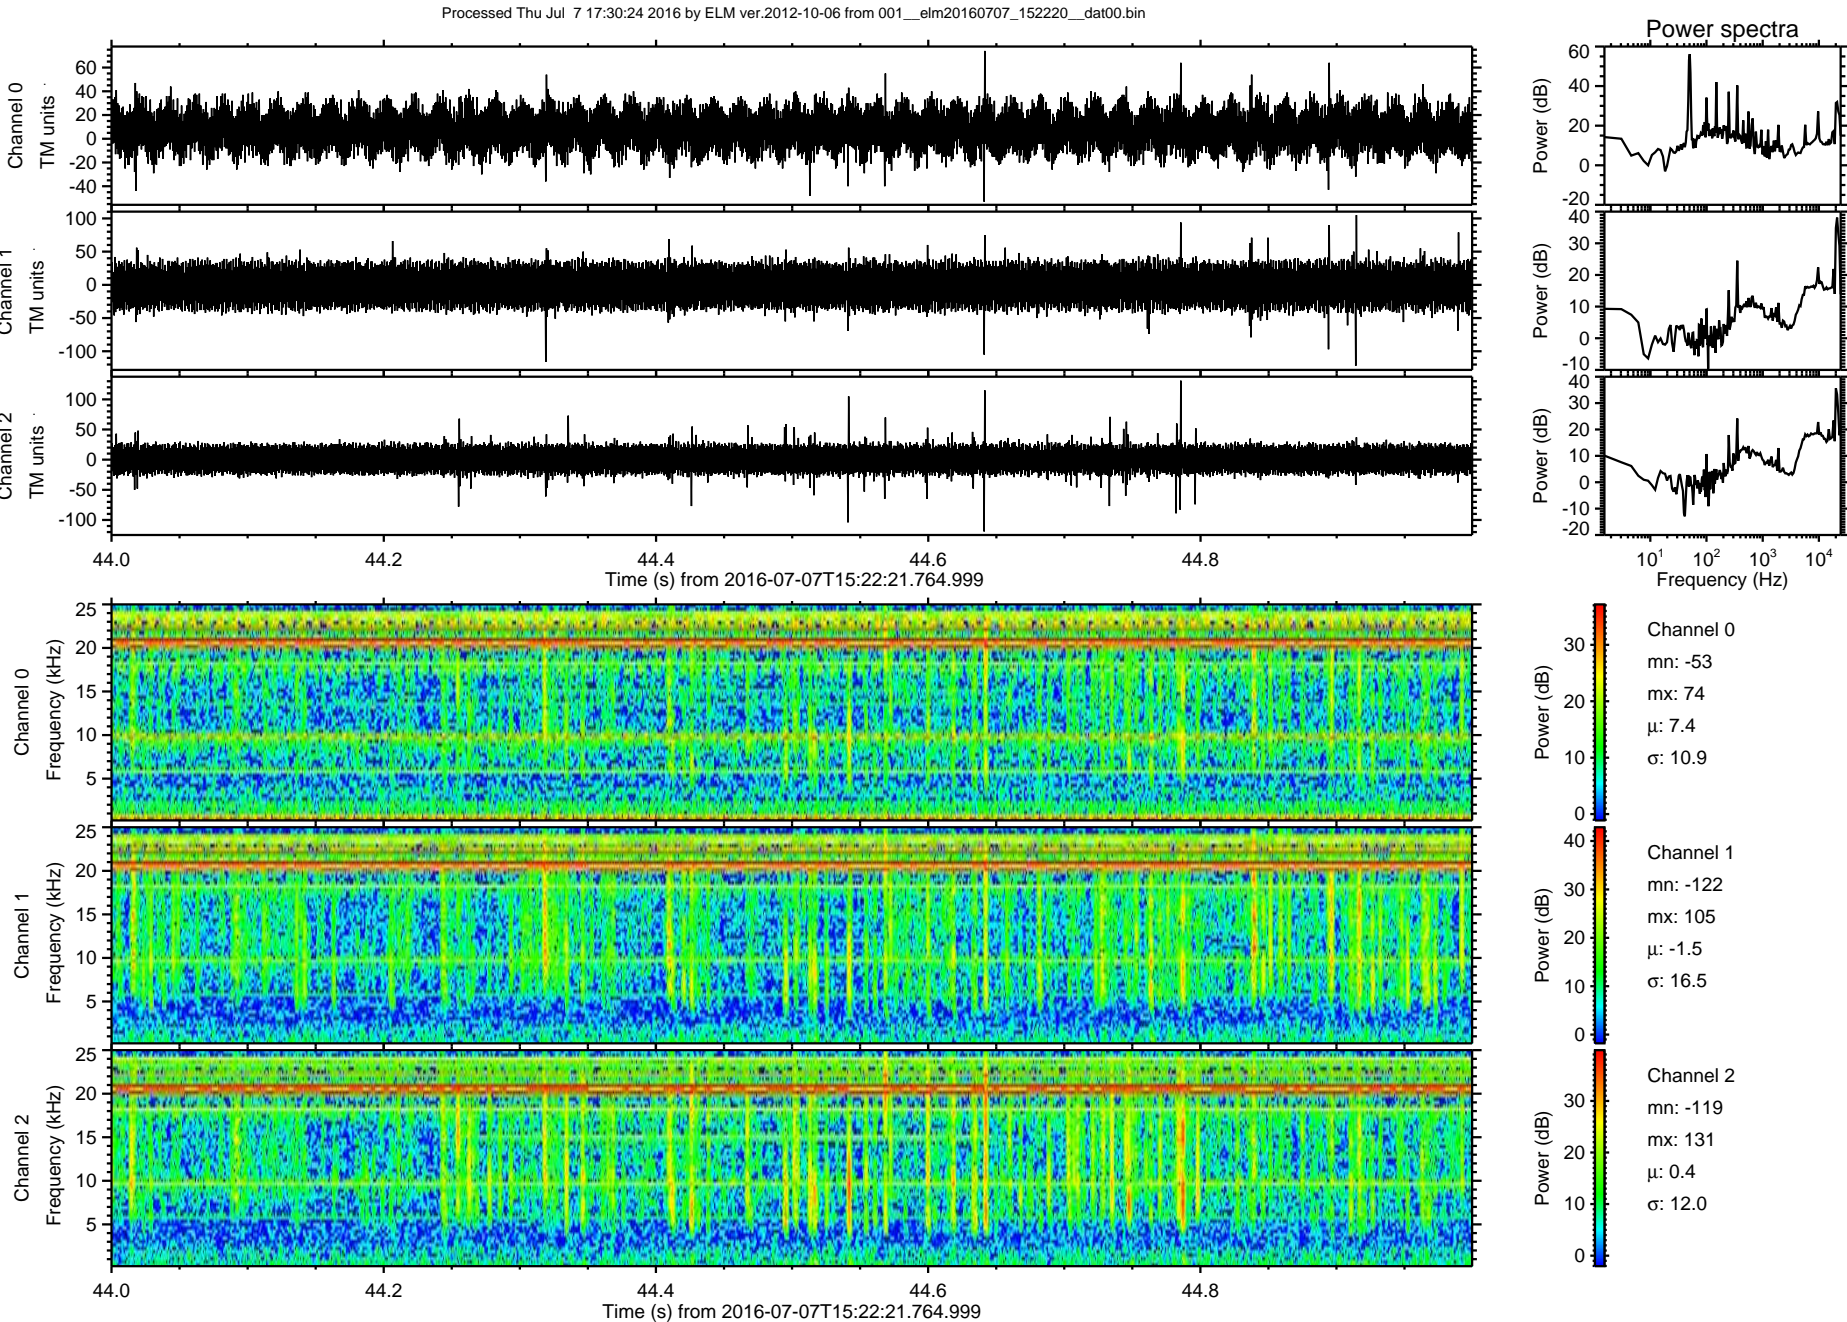 Processed Thu Jul 7 17:30:24 2016 by ELM ver.2012-10-06 from 001__elm20160707_152220__dat00.bin
Power spectra
Channel 0
TM units
60
40
20
0
-20
-40
Power (dB)
60
40
20
0
-20
Channel 1
TM units
100
50
0
-50
-100
Power (dB)
40
30
20
10
0
-10
Channel 2
TM units
100
50
0
-50
-100
Power (dB)
40
30
20
10
0
-10
-20
44.0 44.2 44.4 44.6 44.8
Time (s) from 2016-07-07T15:22:21.764.999
10^1 10^2 10^3 10^4
Frequency (Hz)
Channel 0
Frequency (kHz)
25
20
15
10
5
Power (dB)
30
20
10
0
Channel 0
mn: -53
mx: 74
μ: 7.4
σ: 10.9
Channel 1
Frequency (kHz)
25
20
15
10
5
Power (dB)
40
30
20
10
0
Channel 1
mn: -122
mx: 105
μ: -1.5
σ: 16.5
Channel 2
Frequency (kHz)
25
20
15
10
5
Power (dB)
30
20
10
0
Channel 2
mn: -119
mx: 131
μ: 0.4
σ: 12.0
44.0 44.2 44.4 44.6 44.8
Time (s) from 2016-07-07T15:22:21.764.999